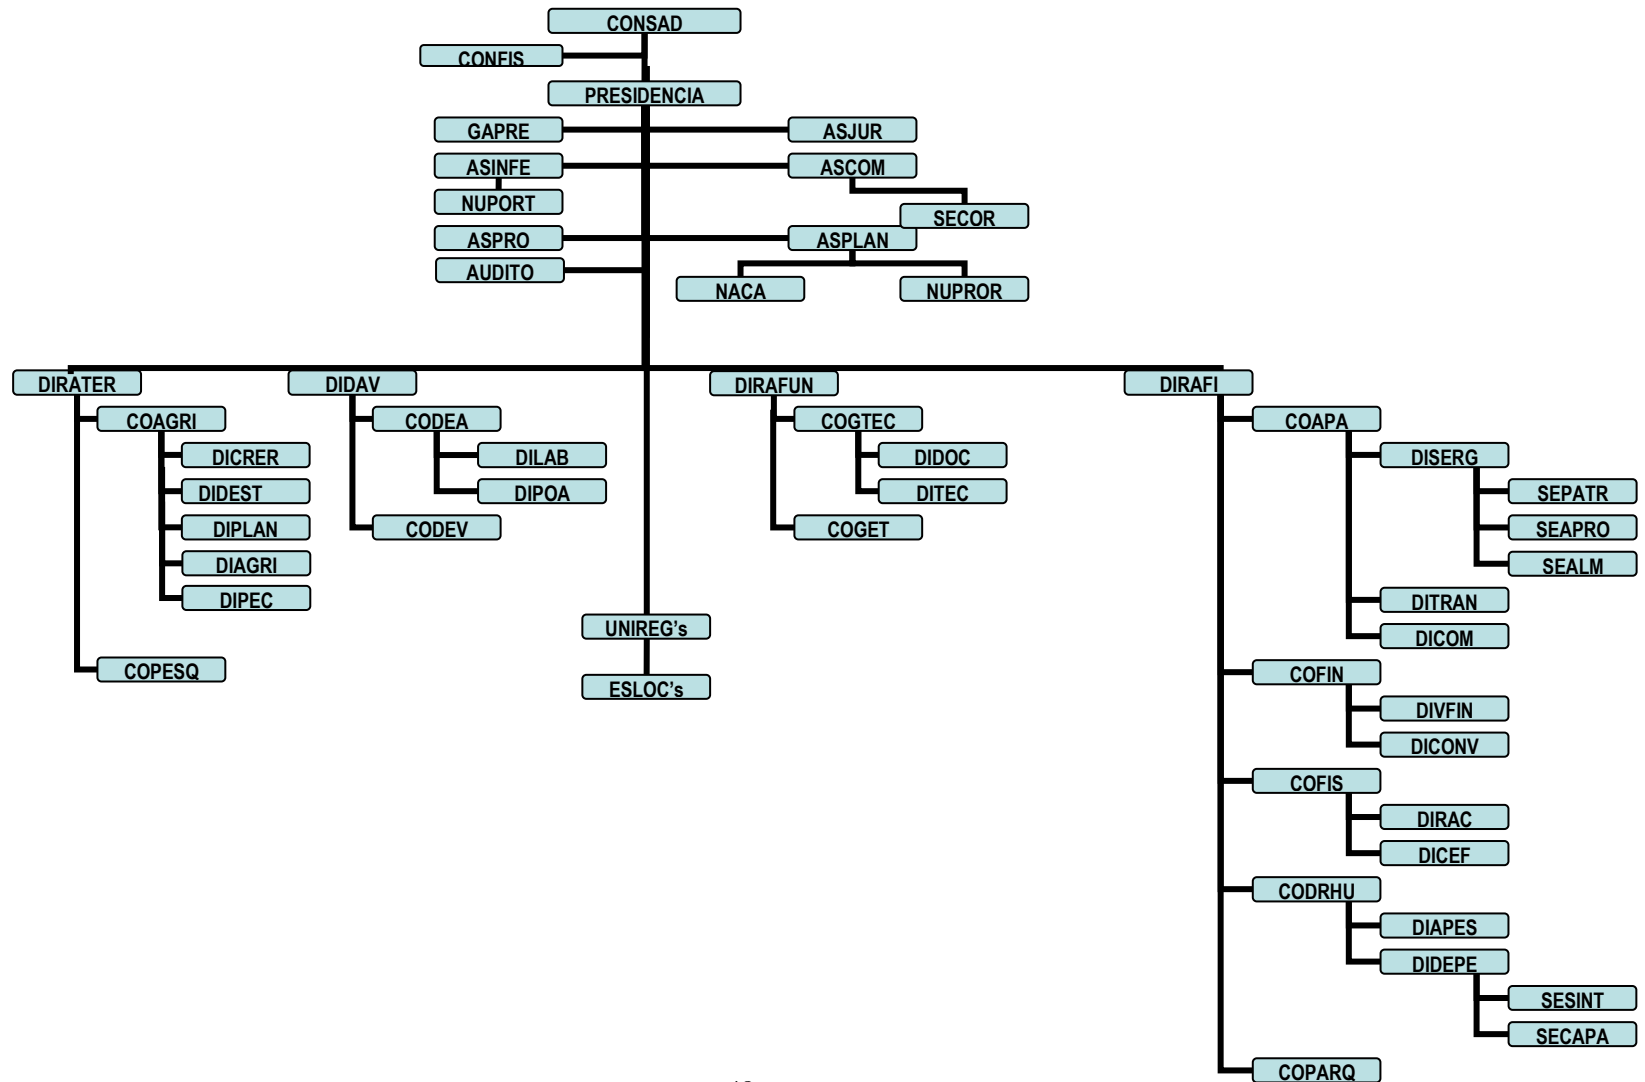 CONSAD
CONFIS
PRESIDENCIA
GAPRE
ASJUR
ASINFE
ASCOM
NUPORT
SECOR
ASPRO
ASPLAN
AUDITO
NACA
NUPROR
DIRATER
DIDAV
DIRAFUN
DIRAFI
COAGRI
CODEA
COGTEC
COAPA
DICRER
DILAB
DIDOC
DISERG
DIDEST
DIPOA
DITEC
SEPATR
DIPLAN
CODEV
COGET
SEAPRO
DIAGRI
SEALM
DIPEC
DITRAN
UNIREG's
DICOM
COPESQ
COFIN
ESLOC's
DIVFIN
DICONV
COFIS
DIRAC
DICEF
CODRHU
DIAPES
DIDEPE
SESINT
SECAPA
COPARQ